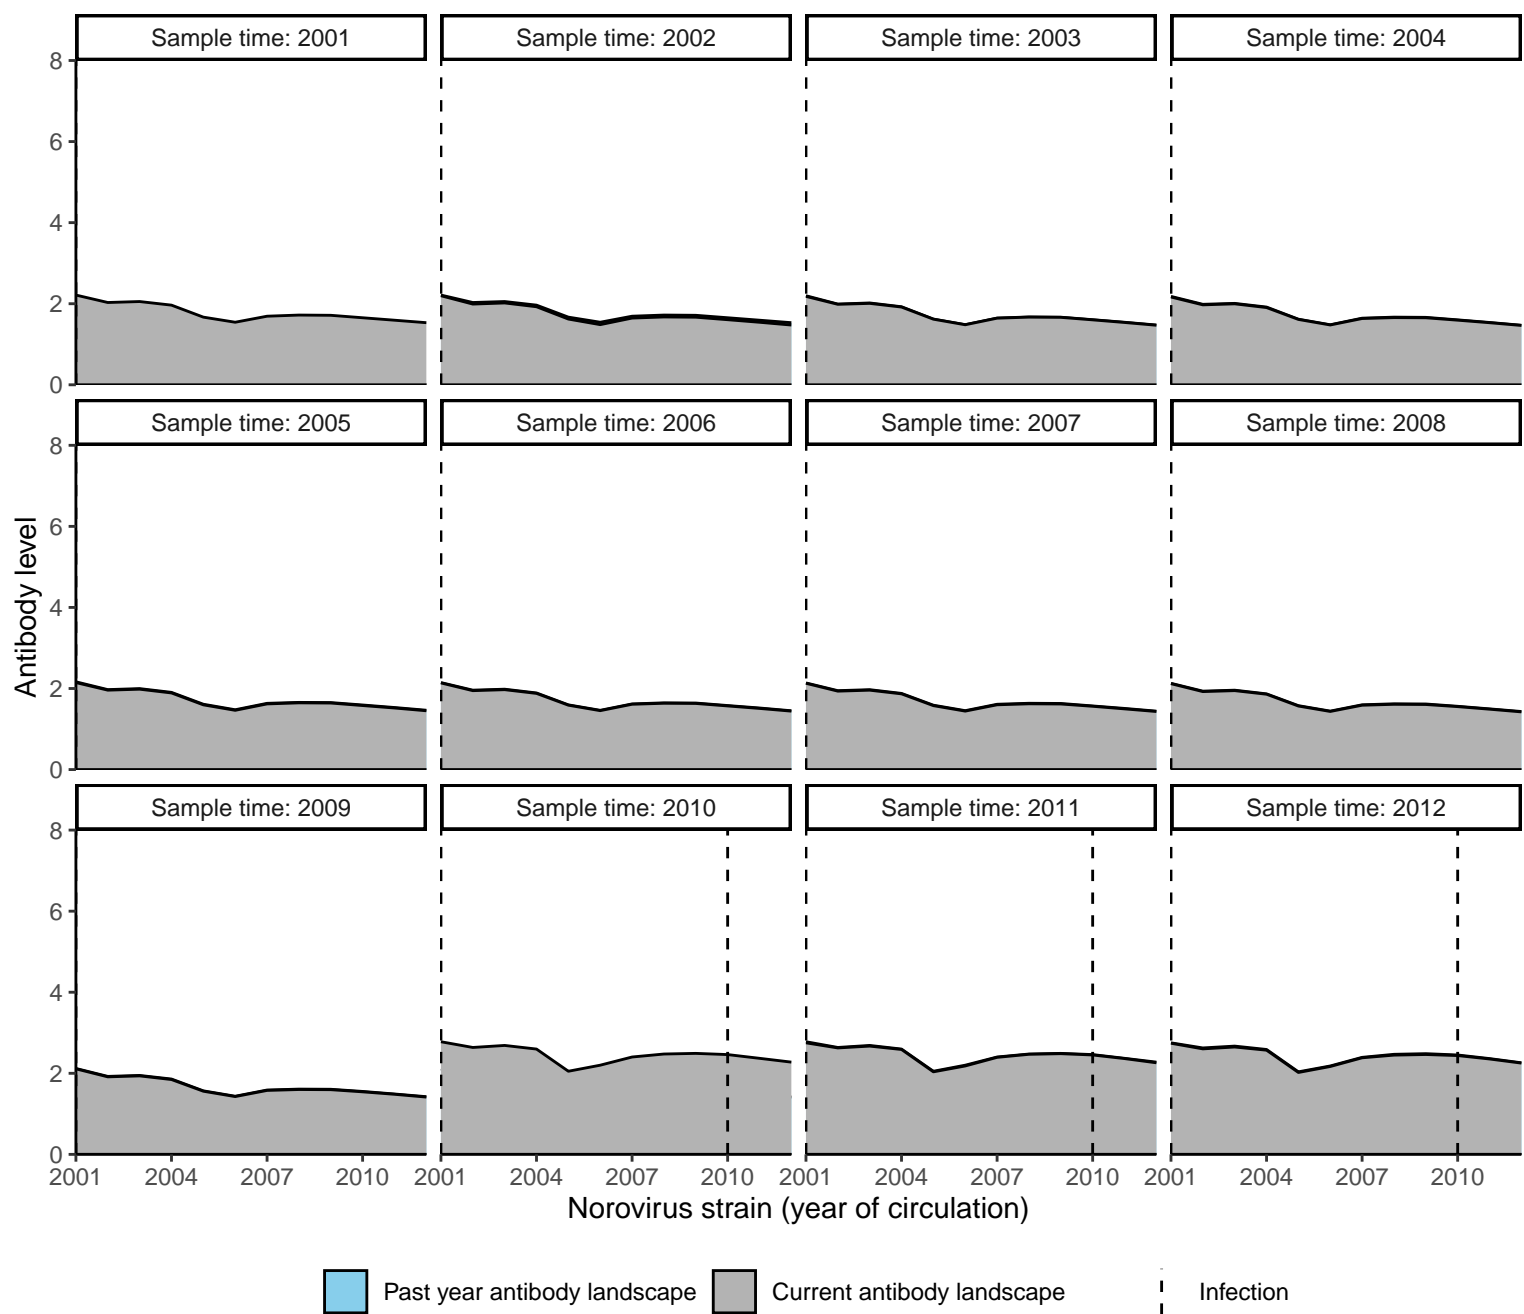 Sample time: 2001 Sample time: 2002 Sample time: 2003 Sample time: 2004
8
6
4
2
0
Sample time: 2005 Sample time: 2006 Sample time: 2007 Sample time: 2008
8
6
4
2
0
Antibody level
Sample time: 2009 Sample time: 2010 Sample time: 2011 Sample time: 2012
8
6
4
2
0
2001 2004 2007 2010 2001 2004 2007 2010 2001 2004 2007 2010 2001 2004 2007 2010
Norovirus strain (year of circulation)
Past year antibody landscape Current antibody landscape Infection